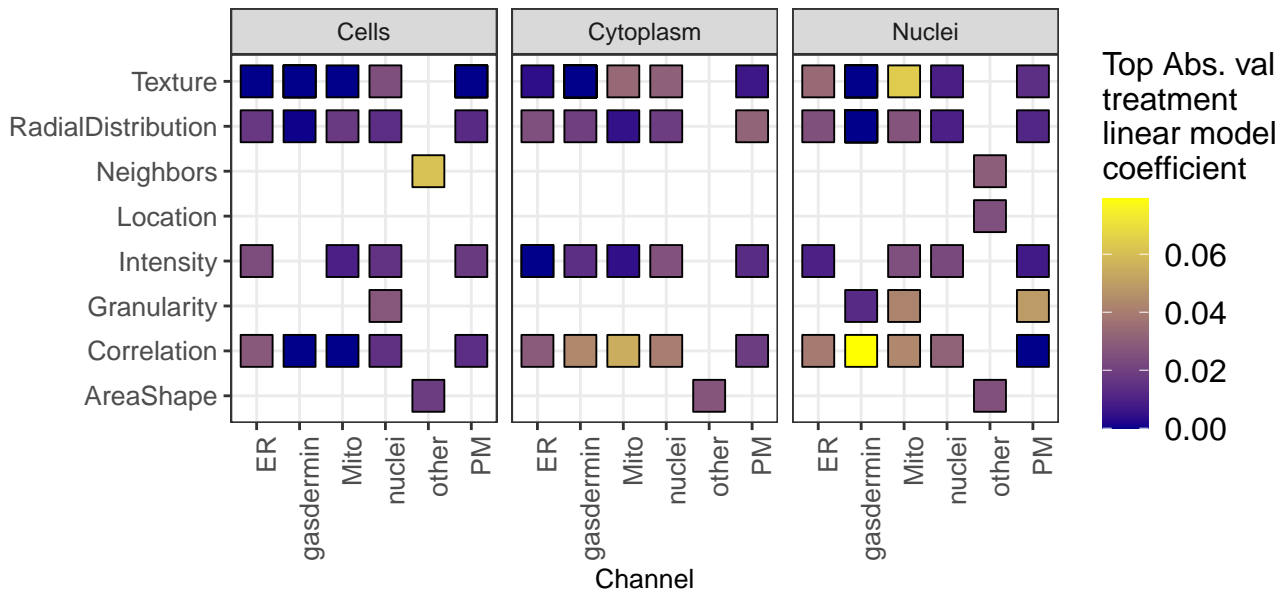 Cells
Cytoplasm
Nuclei
Texture
RadialDistribution
Neighbors
Location
Intensity
Granularity
Correlation
AreaShape
ER
gasdermin
Mito
nuclei
other
PM
ER
gasdermin
Mito
nuclei
other
PM
ER
gasdermin
Mito
nuclei
other
PM
Channel
Top Abs. val
treatment
linear model
coefficient
0.06
0.04
0.02
0.00